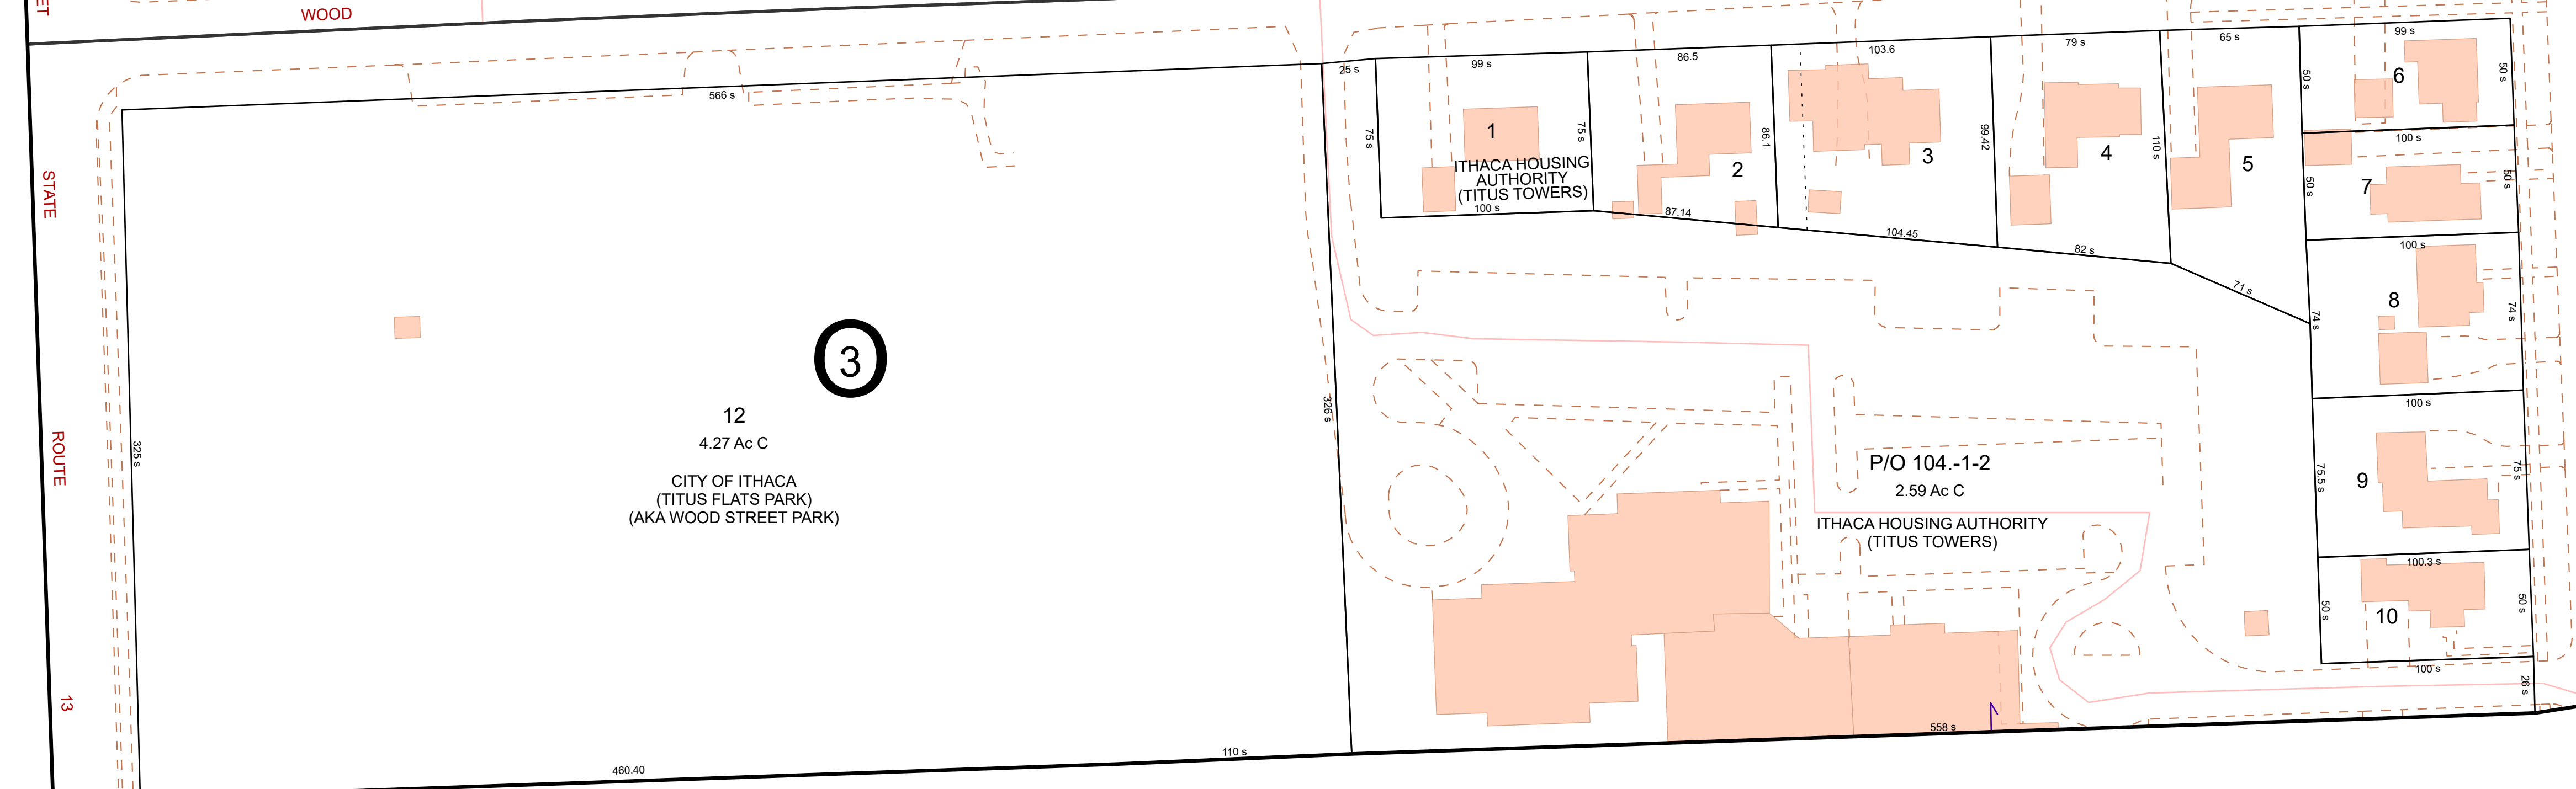 ET
WOOD
STATE
ROUTE
13
566 s
325 s
3
12
4.27 Ac C
CITY OF ITHACA
(TITUS FLATS PARK)
(AKA WOOD STREET PARK)
326 s
460.40
110 s
25 s
99 s
75 s
75 s
1
ITHACA HOUSING
AUTHORITY
(TITUS TOWERS)
100 s
86.5
86.1
2
87.14
103.6
99.42
3
104.45
79 s
110 s
4
82 s
65 s
5
71 s
99 s
50 s
50 s
6
100 s
50 s
50 s
7
100 s
74 s
74 s
8
100 s
75.5 s
75 s
9
100.3 s
50 s
50 s
10
100 s
26 s
P/O 104.-1-2
2.59 Ac C
ITHACA HOUSING AUTHORITY
(TITUS TOWERS)
558 s